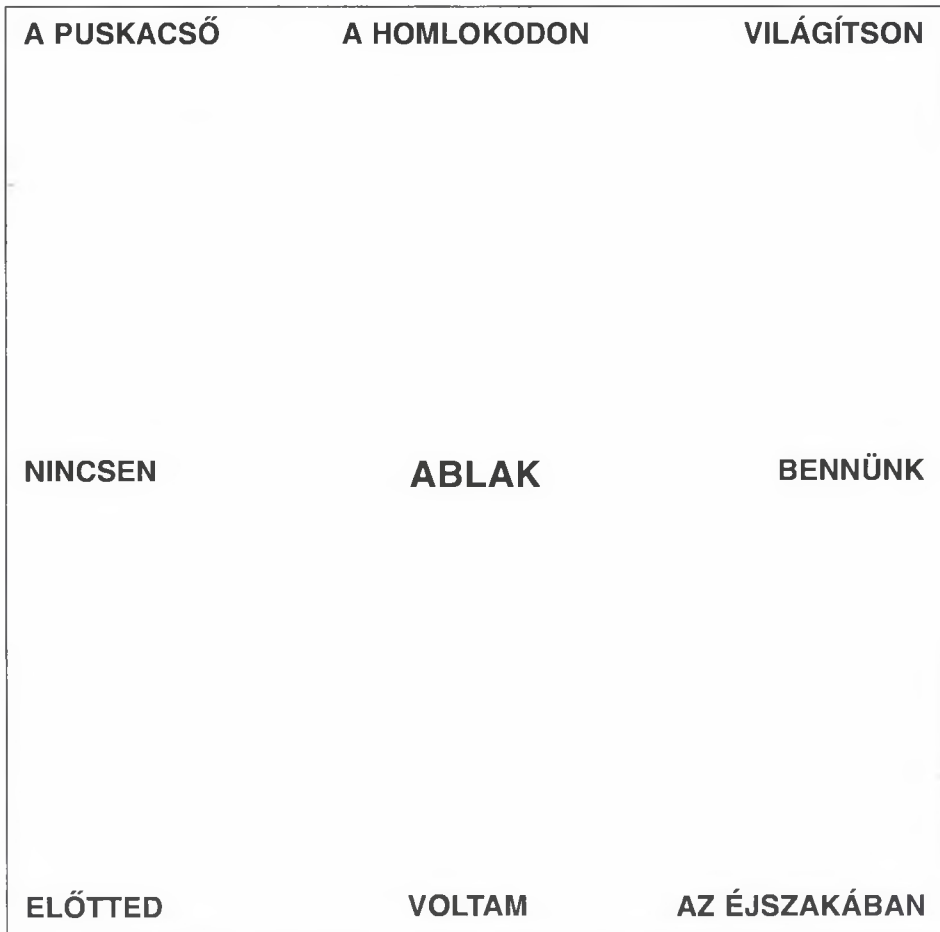 A PUSKACSŐ A HOMLOKODON VILÁGÍTSON
NINCSEN ABLAK BENNÜNK
ELŐTTED VOLTAM AZ ÉJSZAKÁBAN